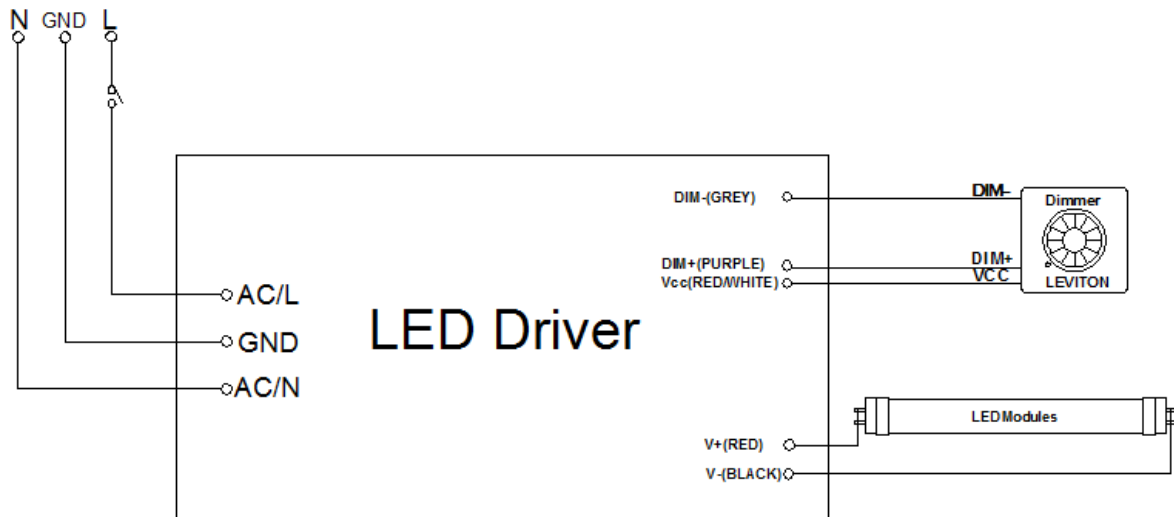 N GND L
DIM-(GREY)
DIM-
Dimmer
DIM+(PURPLE)
DIM+
Vcc(RED/WHITE)
VCC
LEVITON
AC/L
GND
AC/N
LED Driver
LEDModules
V+(RED)
V-(BLACK)